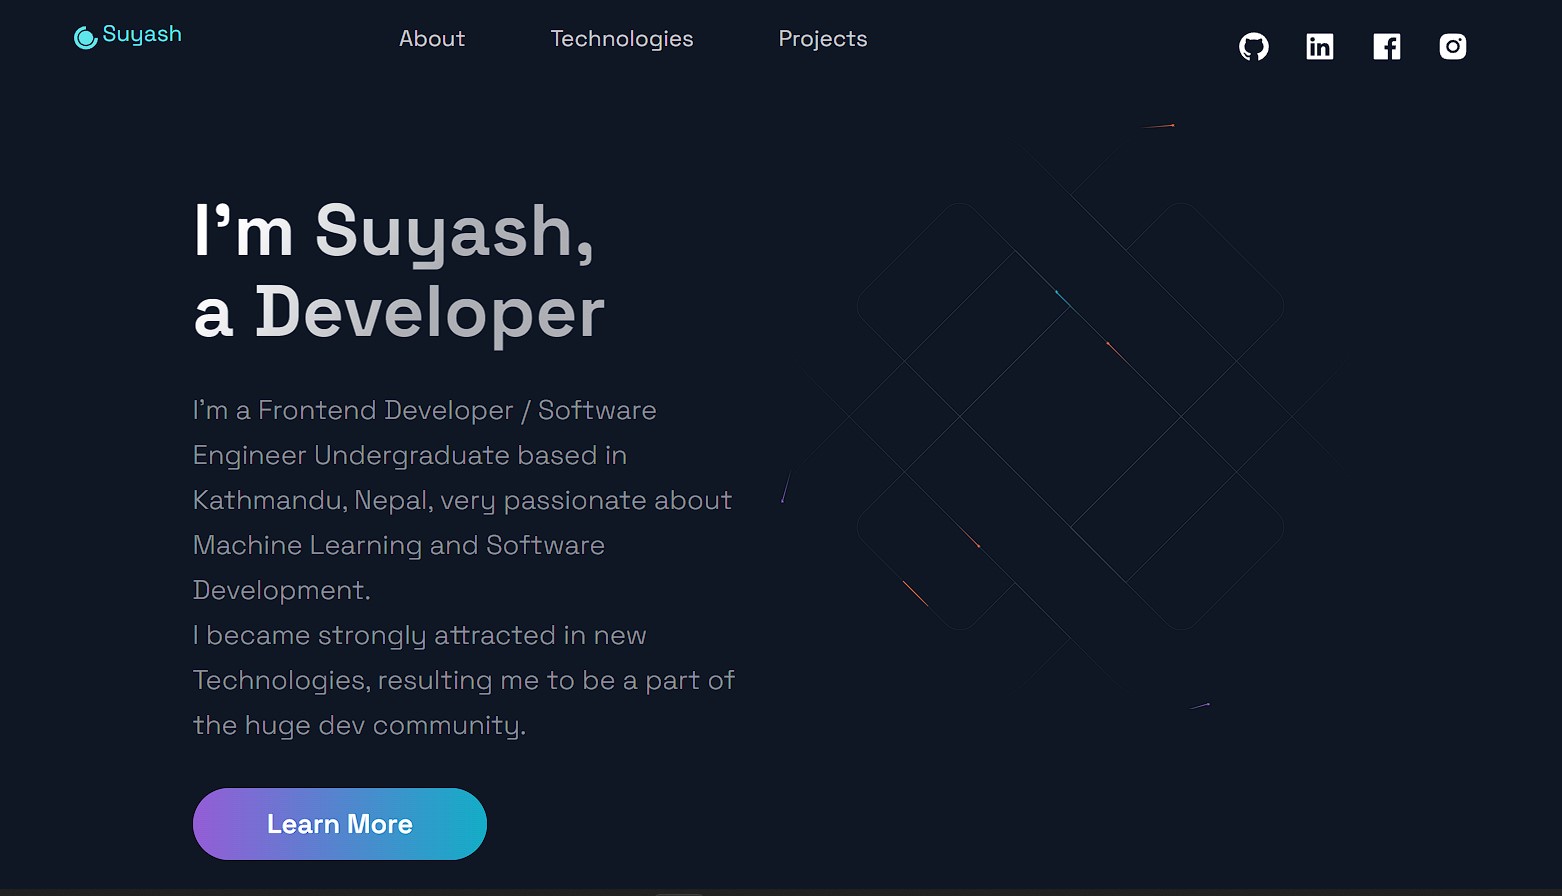 Suyash
About
Technologies
Projects
in
I'm Suyash,
a Developer
I'm a Frontend Developer / Software
Engineer Undergraduate based in
Kathmandu, Nepal, very passionate about
Machine Learning and Software
Development.
I became strongly attracted in new
Technologies, resulting me to be a part of
the huge dev community.
Learn More